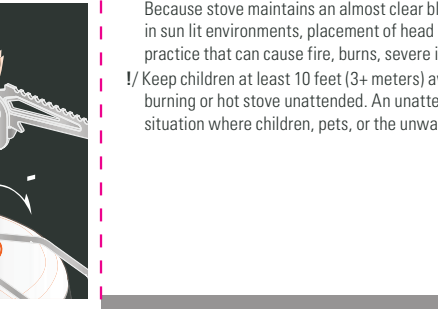 Because stove maintains an almost clear bl
in sun lit environments, placement of head
practice that can cause fire, burns, severe i
!/ Keep children at least 10 feet (3+ meters) a
burning or hot stove unattended. An unatte
situation where children, pets, or the unwa